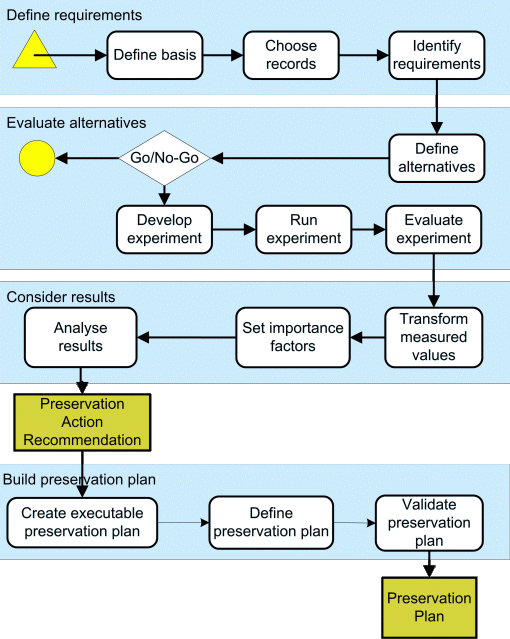 Define requirements
Define basis
Choose
records
Identify
requirements
Evaluate alternatives
Go/No-Go
Define
alternatives
Develop
experiment
Run
experiment
Evaluate
experiment
Consider results
Analyse
results
Set importance
factors
Transform
measured
values
Preservation
Action
Recommendation
Build preservation plan
Create executable
preservation plan
Define
preservation plan
Validate
preservation
plan
Preservation
Plan